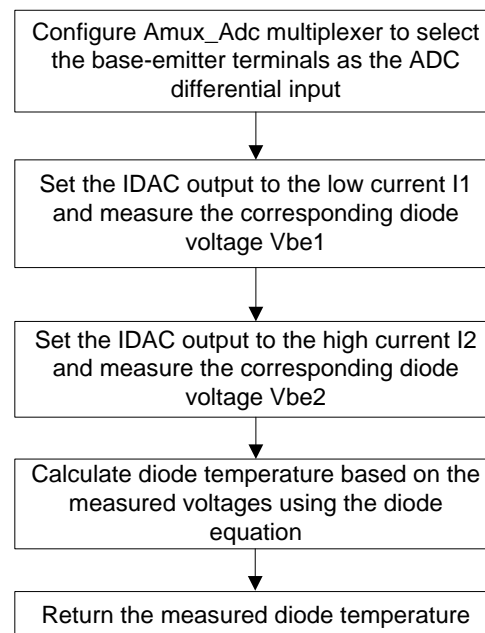 Configure Amux_Adc multiplexer to select
the base-emitter terminals as the ADC
differential input
Set the IDAC output to the low current I1
and measure the corresponding diode
voltage Vbe1
Set the IDAC output to the high current I2
and measure the corresponding diode
voltage Vbe2
Calculate diode temperature based on the
measured voltages using the diode
equation
Return the measured diode temperature